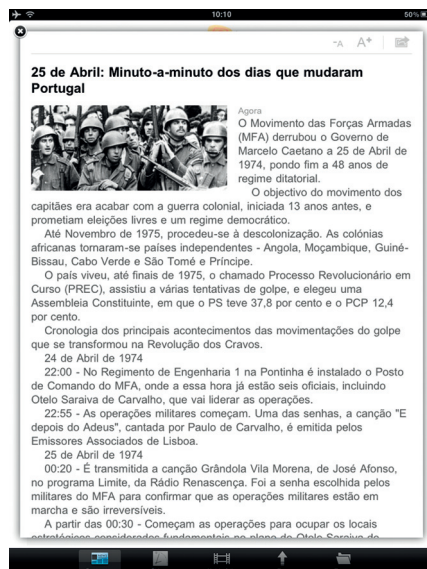 10:10
50%
-A A+
25 de Abril: Minuto-a-minuto dos dias que mudaram
Portugal
Agora
O Movimento das Forças Armadas
(MFA) derrubou o Governo de
Marcelo Caetano a 25 de Abril de
1974, pondo fim a 48 anos de
regime ditatorial.
O objectivo do movimento dos
capitães era acabar com a guerra colonial, iniciada 13 anos antes, e
prometiam eleições livres e um regime democrático.
Até Novembro de 1975, procedeu-se à descolonização. As colónias
africanas tornaram-se países independentes - Angola, Moçambique, Guiné-
Bissau, Cabo Verde e São Tomé e Príncipe.
O país viveu, até finais de 1975, o chamado Processo Revolucionário em
Curso (PREC), assistiu a várias tentativas de golpe, e elegeu uma
Assembleia Constituinte, em que o PS teve 37,8 por cento e o PCP 12,4
por cento.
Cronologia dos principais acontecimentos das movimentações do golpe
que se transformou na Revolução dos Cravos.
24 de Abril de 1974
22:00 - No Regimento de Engenharia 1 na Pontinha é instalado o Posto
de Comando do MFA, onde a essa hora já estão seis oficiais, incluindo
Otelo Saraiva de Carvalho, que vai liderar as operações.
22:55 - As operações militares começam. Uma das senhas, a canção "E
depois do Adeus", cantada por Paulo de Carvalho, é emitida pelos
Emissores Associados de Lisboa.
25 de Abril de 1974
00:20 - É transmitida a canção Grândola Vila Morena, de José Afonso,
no programa Limite, da Rádio Renascença. Foi a senha escolhida pelos
militares do MFA para confirmar que as operações militares estão em
marcha e são irreversíveis.
A partir das 00:30 - Começam as operações para ocupar os locais
estratégicos considerados fundamentais no plano de Otelo Saraiva de